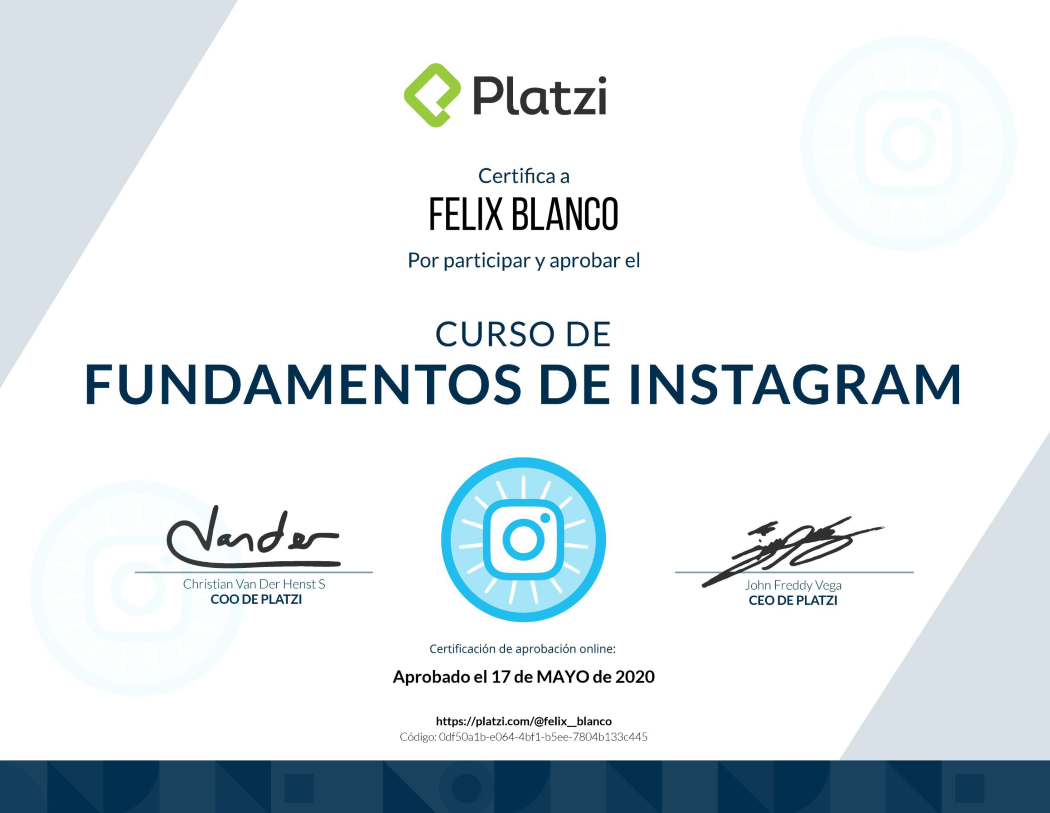 Platzi
Certifica a
FELIX BLANCO
Por participar y aprobar el
CURSO DE
FUNDAMENTOS DE INSTAGRAM
Vander
Christian Van Der Henst S
COO DE PLATZI
John Freddy Vega
CEO DE PLATZI
Certificación de aprobación online:
Aprobado el 17 de MAYO de 2020
https://platzi.com/@felix__blanco
Código: 0df50a1b-e064-4bf1-b5ee-7804b133c445